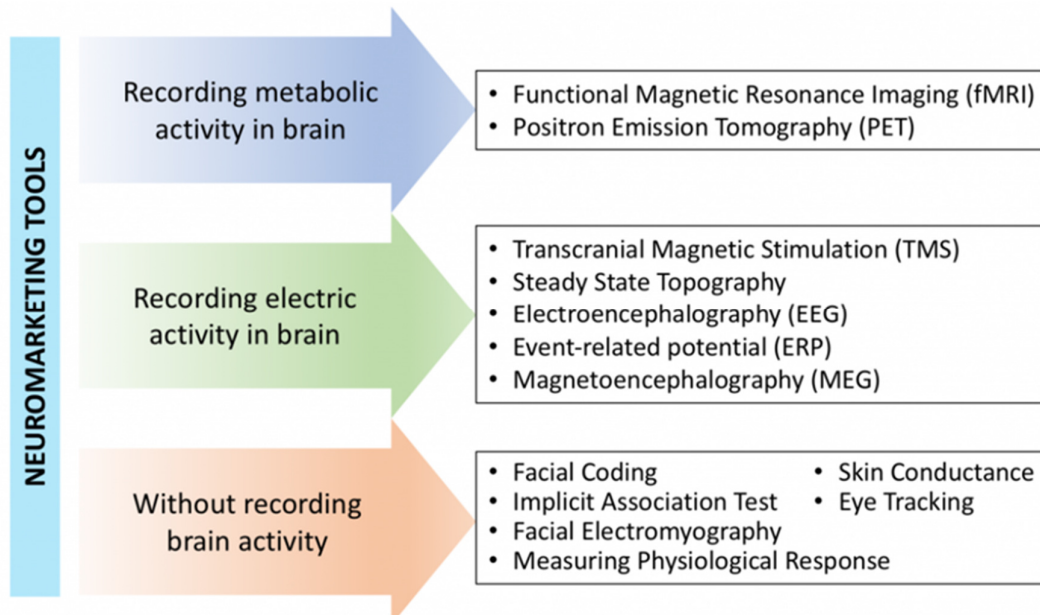 NEUROMARKETING TOOLS
Recording metabolic
activity in brain
• Functional Magnetic Resonance Imaging (fMRI)
• Positron Emission Tomography (PET)
Recording electric
activity in brain
• Transcranial Magnetic Stimulation (TMS)
• Steady State Topography
• Electroencephalography (EEG)
• Event-related potential (ERP)
• Magnetoencephalography (MEG)
Without recording
brain activity
• Facial Coding
• Implicit Association Test
• Facial Electromyography
• Measuring Physiological Response
• Skin Conductance
• Eye Tracking